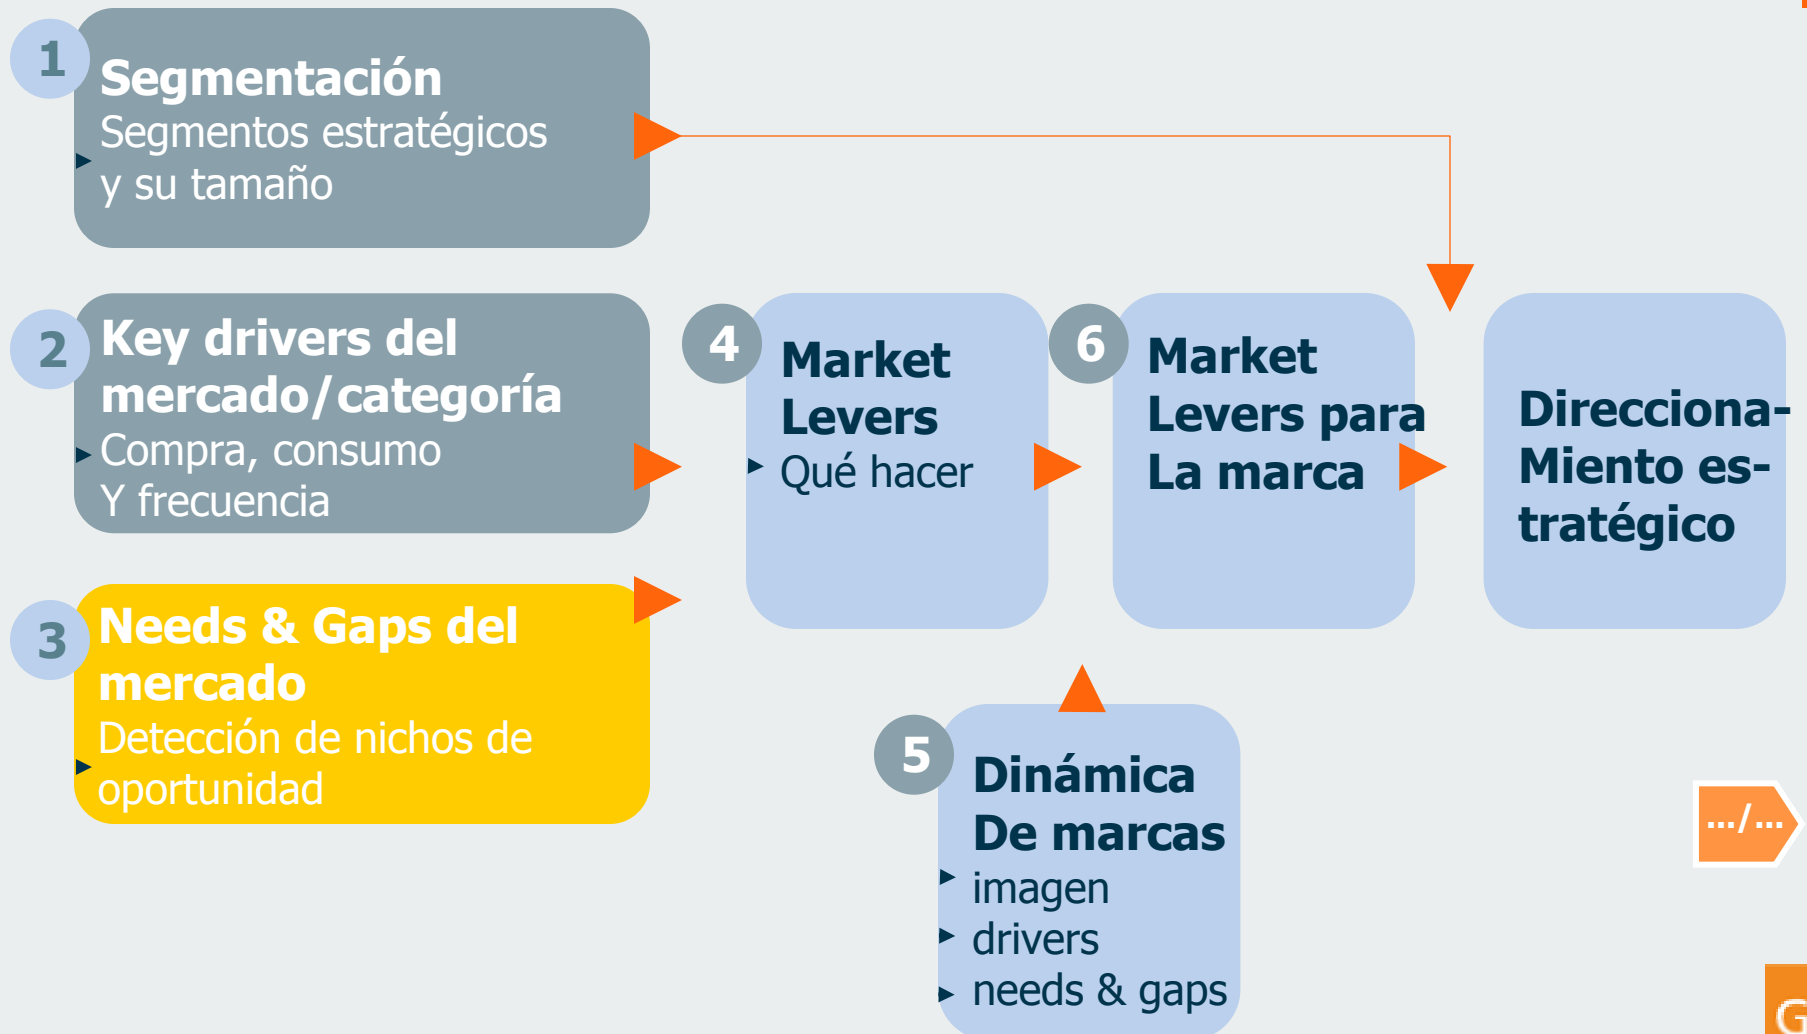 1
Segmentación
Segmentos estratégicos
y su tamaño
2
Key drivers del
mercado/categoría
Compra, consumo
Y frecuencia
3
Needs & Gaps del
mercado
Detección de nichos de
oportunidad
4
Market
Levers
Qué hacer
5
Dinámica
De marcas
imagen
drivers
needs & gaps
6
Market
Levers para
La marca
Direcciona-
Miento es-
tratégico
.../...
G